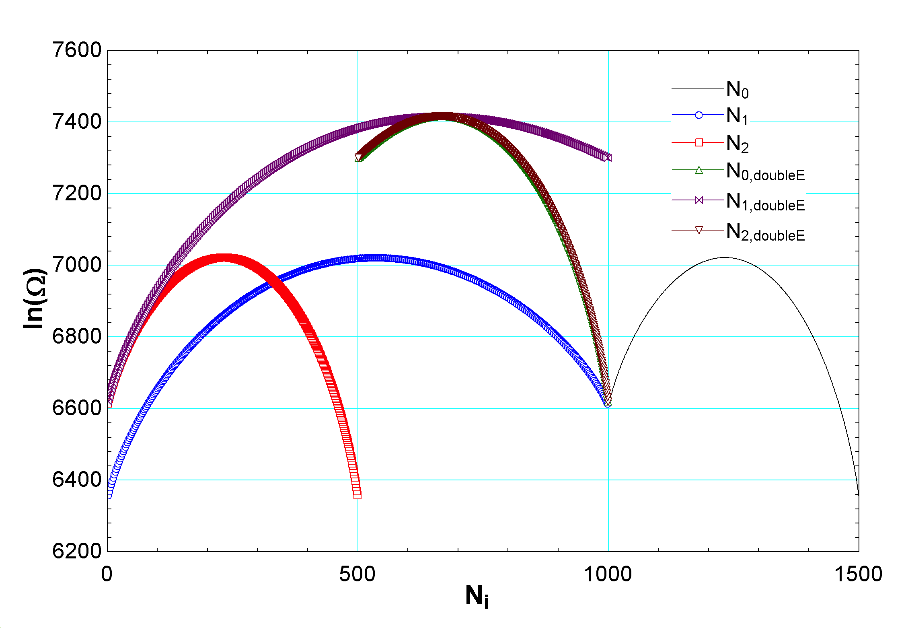 7600
7400
7200
7000
6800
6600
6400
6200
ln(Ω)
0 500 1000 1500
Nᵢ
N₀
N₁
N₂
N₀,doubleE
N₁,doubleE
N₂,doubleE